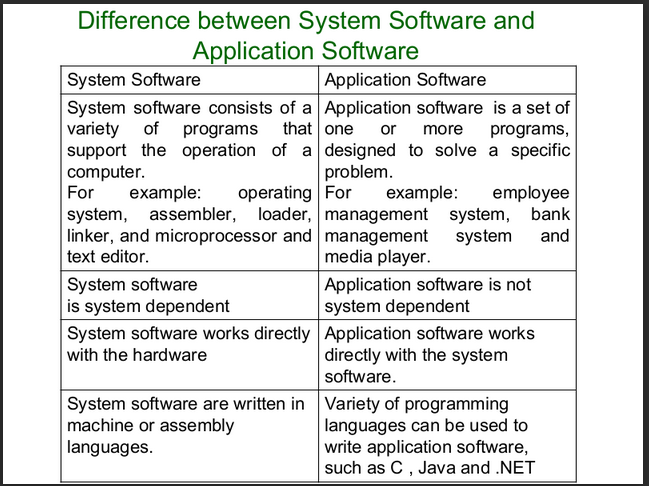 Difference between System Software and
Application Software
System Software
Application Software
System software consists of a
variety of programs that
support the operation of a
computer.
For example: operating
system, assembler, loader,
linker, and microprocessor and
text editor.
Application software is a set of
one or more programs,
designed to solve a specific
problem.
For example: employee
management system, bank
management system and
media player.
System software
is system dependent
Application software is not
system dependent
System software works directly
with the hardware
Application software works
directly with the system
software.
System software are written in
machine or assembly
languages.
Variety of programming
languages can be used to
write application software,
such as C , Java and .NET